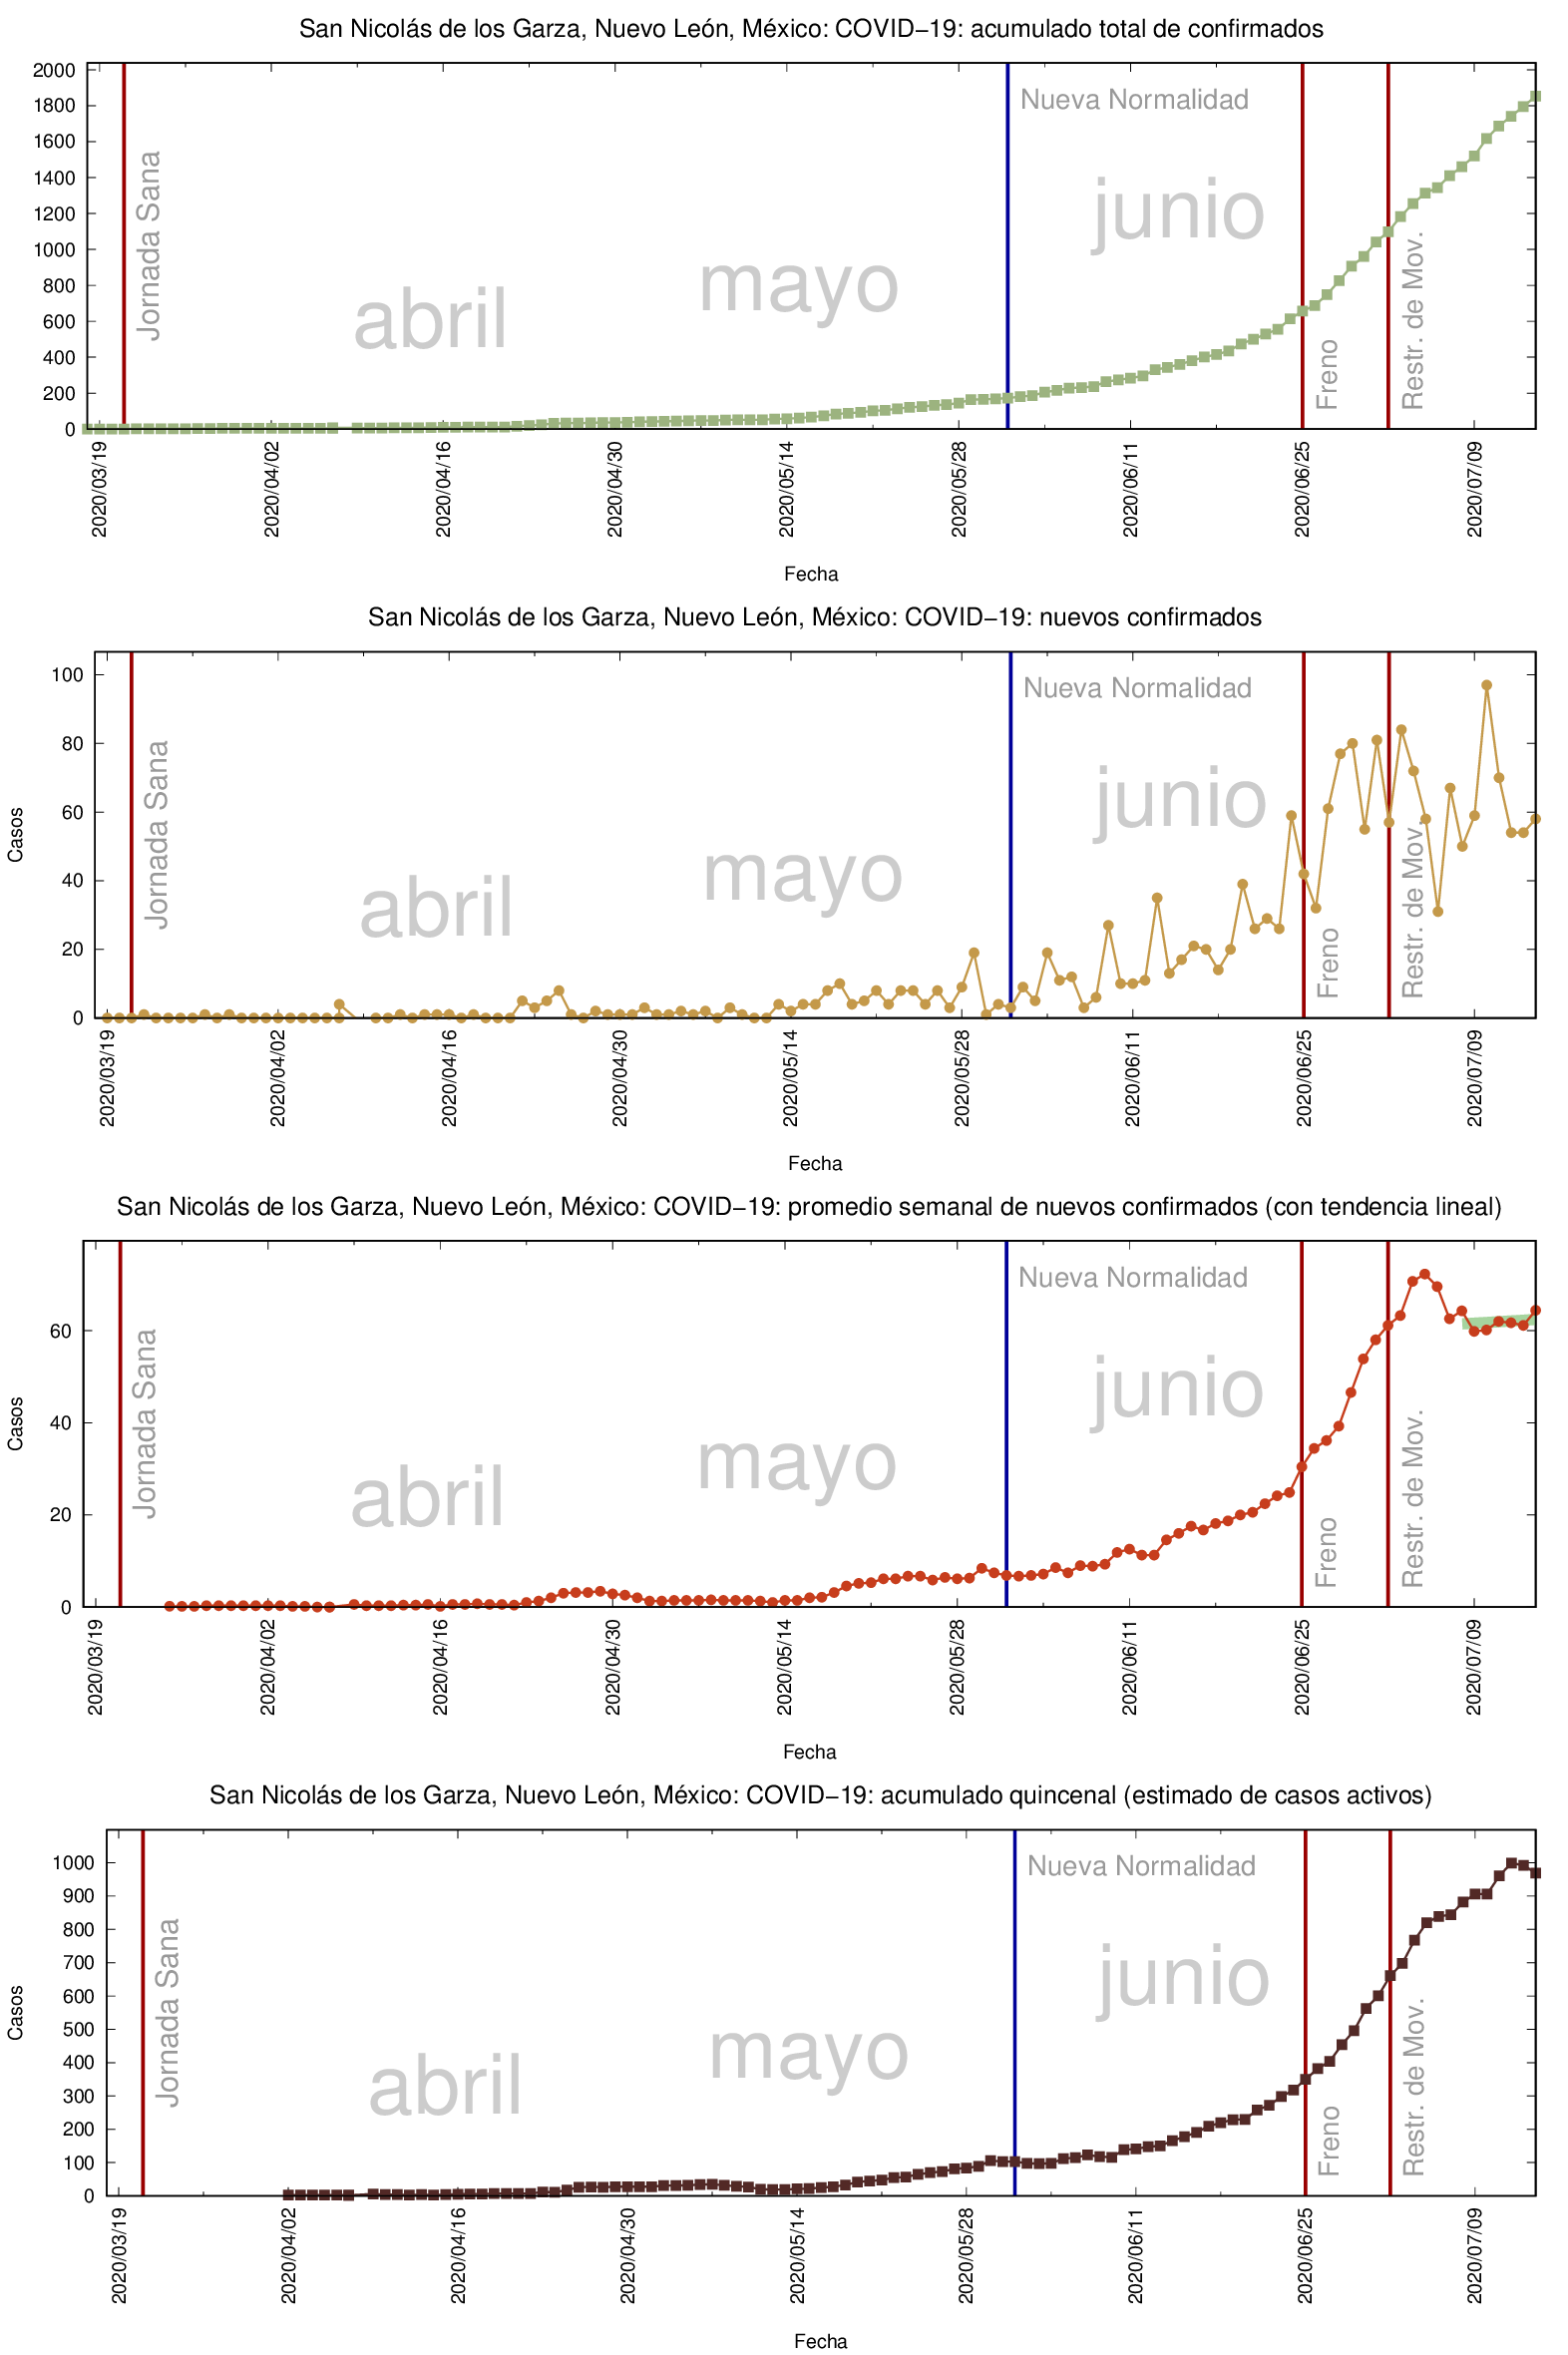 San Nicolás de los Garza, Nuevo León, México: COVID−19: acumulado total de confirmados
2000
1800
1600
1400
1200
1000
800
600
400
200
0
Jornada Sana
abril
mayo
Nueva Normalidad
junio
Freno
Restr. de Mov.
2020/03/19
2020/04/02
2020/04/16
2020/04/30
2020/05/14
2020/05/28
2020/06/11
2020/06/25
2020/07/09
Fecha
San Nicolás de los Garza, Nuevo León, México: COVID−19: nuevos confirmados
Casos
100
80
60
40
20
0
Jornada Sana
abril
mayo
Nueva Normalidad
junio
Freno
Restr. de Mov.
2020/03/19
2020/04/02
2020/04/16
2020/04/30
2020/05/14
2020/05/28
2020/06/11
2020/06/25
2020/07/09
Fecha
San Nicolás de los Garza, Nuevo León, México: COVID−19: promedio semanal de nuevos confirmados (con tendencia lineal)
Casos
60
40
20
0
Jornada Sana
abril
mayo
Nueva Normalidad
junio
Freno
Restr. de Mov.
2020/03/19
2020/04/02
2020/04/16
2020/04/30
2020/05/14
2020/05/28
2020/06/11
2020/06/25
2020/07/09
Fecha
San Nicolás de los Garza, Nuevo León, México: COVID−19: acumulado quincenal (estimado de casos activos)
Casos
1000
900
800
700
600
500
400
300
200
100
0
Jornada Sana
abril
mayo
Nueva Normalidad
junio
Freno
Restr. de Mov.
2020/03/19
2020/04/02
2020/04/16
2020/04/30
2020/05/14
2020/05/28
2020/06/11
2020/06/25
2020/07/09
Fecha